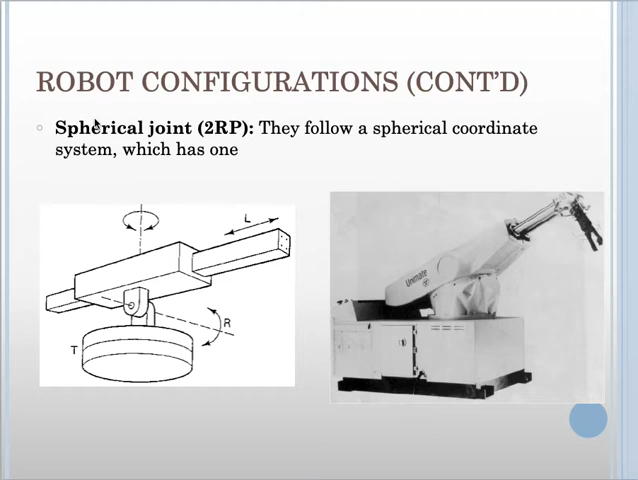 ROBOT CONFIGURATIONS (CONT'D)
Spherical joint (2RP): They follow a spherical coordinate
system, which has one
L
R
T
Unimate